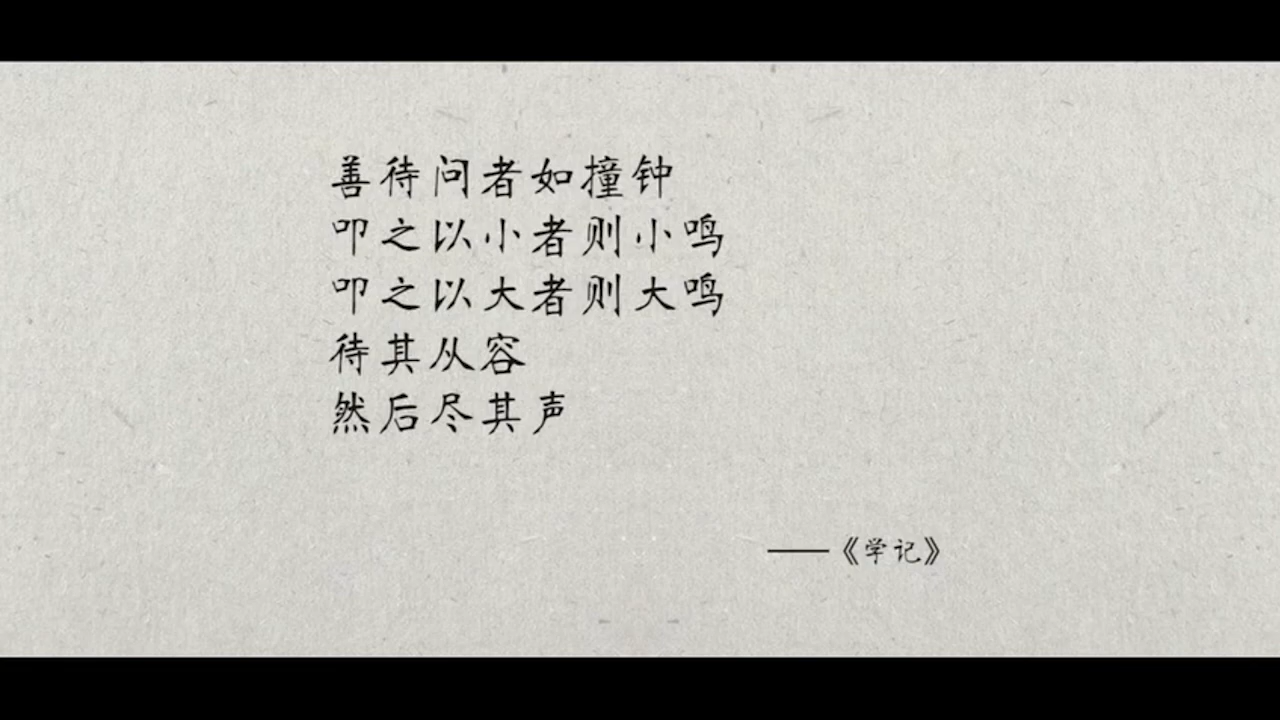 善待问者如撞钟
叩之以小者则小鸣
叩之以大者则大鸣
待其从容
然后尽其声
——《学记》